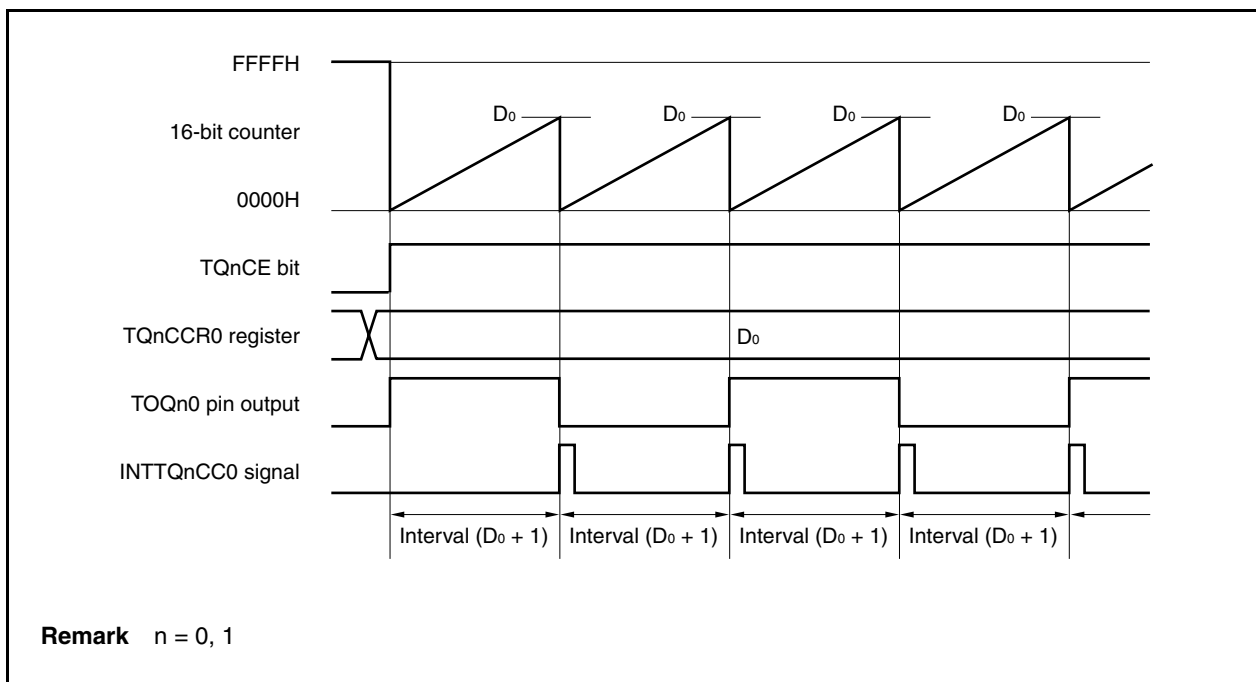 FFFFH
D₀ D₀ D₀ D₀
16-bit counter
0000H
TQnCE bit
TQnCCR0 register D₀
TOQn0 pin output
INTTQnCC0 signal
Interval (D₀ + 1) Interval (D₀ + 1) Interval (D₀ + 1) Interval (D₀ + 1)
Remark n = 0, 1